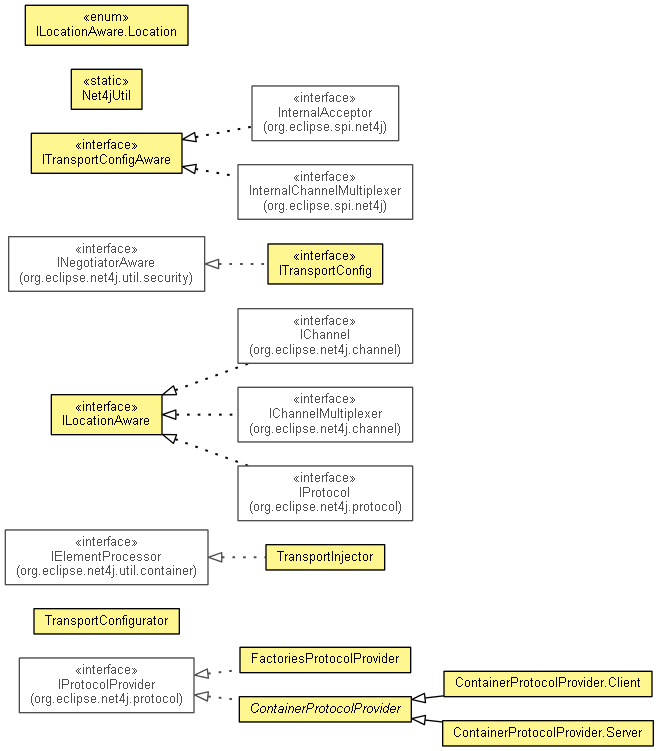 «enum»
ILocationAware.Location
«static»
Net4jUtil
«interface»
InternalAcceptor
(org.eclipse.spi.net4j)
«interface»
ITransportConfigAware
«interface»
InternalChannelMultiplexer
(org.eclipse.spi.net4j)
«interface»
INegotiatorAware
(org.eclipse.net4j.util.security)
«interface»
ITransportConfig
«interface»
IChannel
(org.eclipse.net4j.channel)
«interface»
ILocationAware
«interface»
IChannelMultiplexer
(org.eclipse.net4j.channel)
«interface»
IProtocol
(org.eclipse.net4j.protocol)
«interface»
IElementProcessor
(org.eclipse.net4j.util.container)
TransportInjector
TransportConfigurator
«interface»
IProtocolProvider
(org.eclipse.net4j.protocol)
FactoriesProtocolProvider
ContainerProtocolProvider
ContainerProtocolProvider.Client
ContainerProtocolProvider.Server